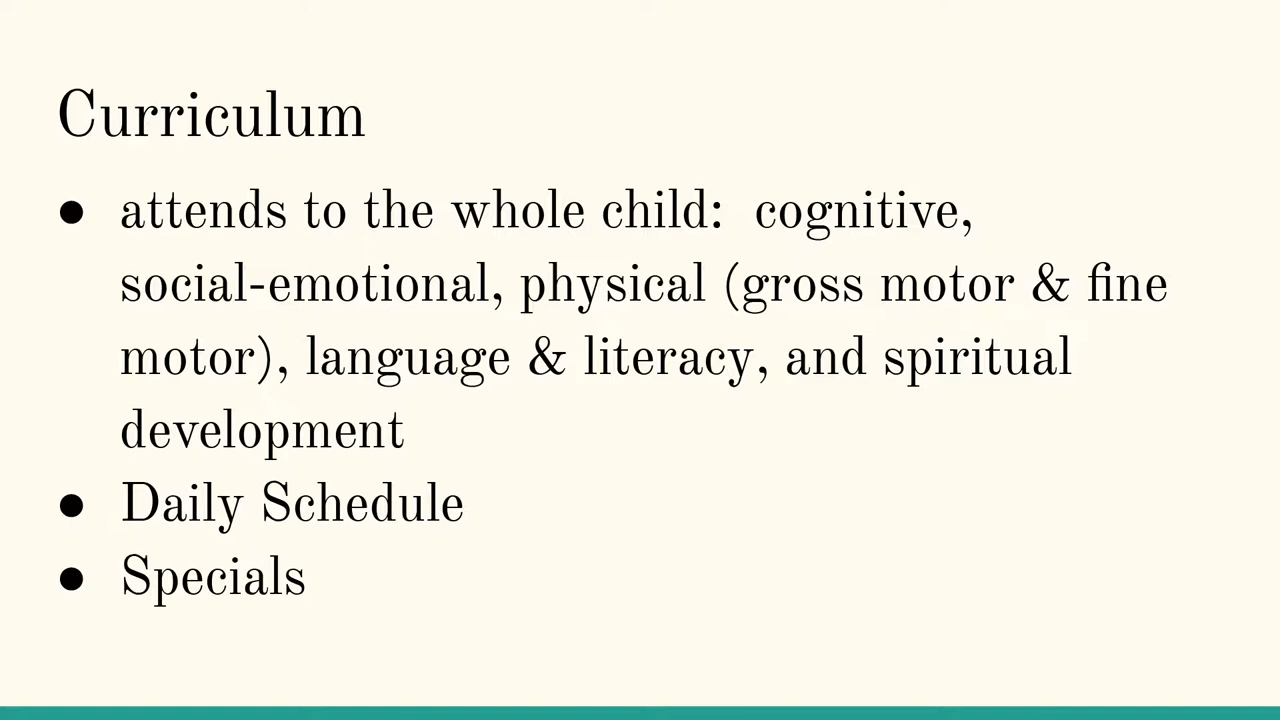 Curriculum
● attends to the whole child:  cognitive,
social-emotional, physical (gross motor & fine
motor), language & literacy, and spiritual
development
● Daily Schedule
● Specials